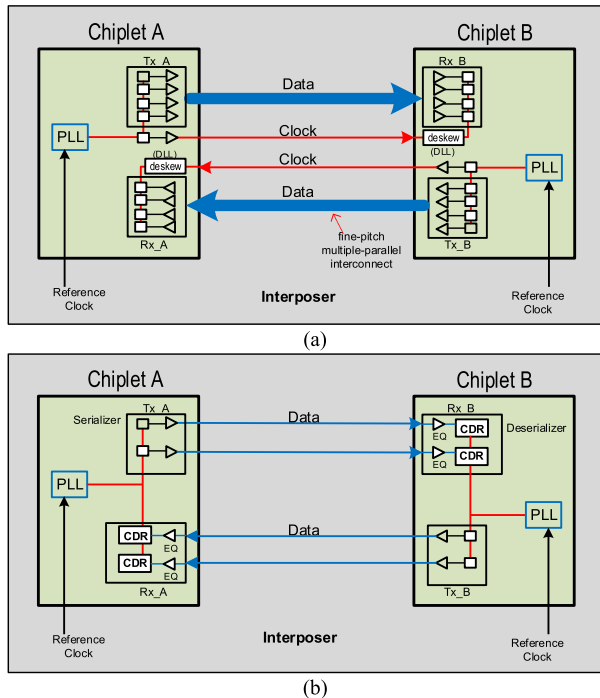 Chiplet A
Chiplet B
Tx_A
Rx_B
Data
PLL
Clock
deskew
(DLL)
(DLL)
deskew
Clock
PLL
Data
Rx_A
Tx_B
fine-pitch
multiple-parallel
interconnect
Reference
Clock
Interposer
Reference
Clock
(a)
Chiplet A
Chiplet B
Serializer
Tx_A
Data
Rx_B
Deserializer
EQ
CDR
EQ
CDR
PLL
PLL
CDR
EQ
Data
CDR
EQ
Rx_A
Tx_B
Reference
Clock
Interposer
Reference
Clock
(b)